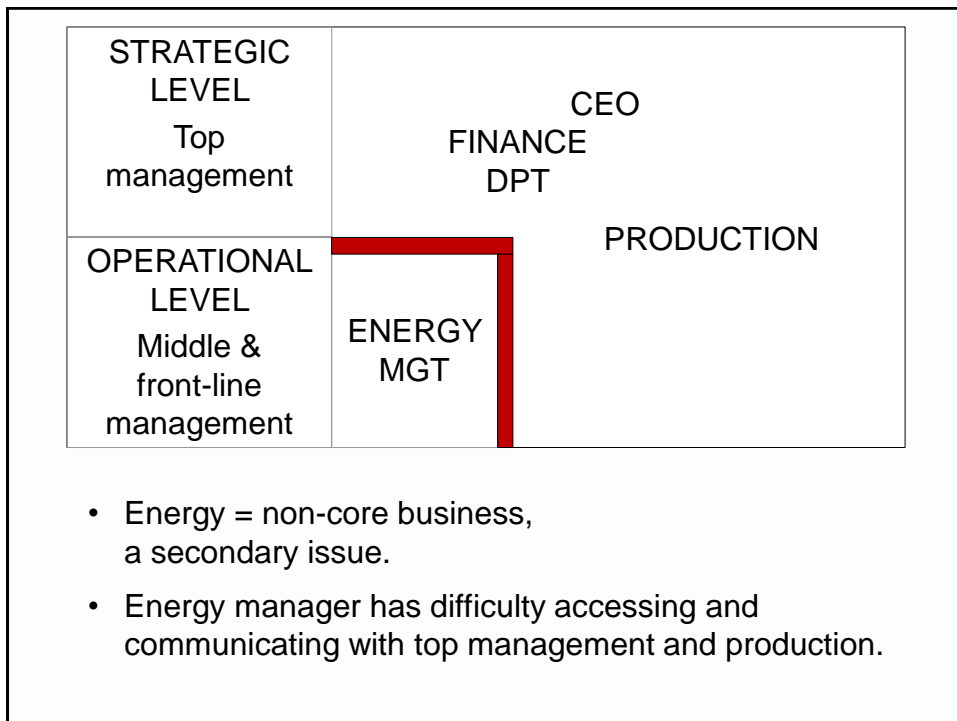 STRATEGIC
LEVEL
Top
management
CEO
FINANCE
DPT
PRODUCTION
OPERATIONAL
LEVEL
Middle &
front-line
management
ENERGY
MGT
• Energy = non-core business,
a secondary issue.
• Energy manager has difficulty accessing and
communicating with top management and production.